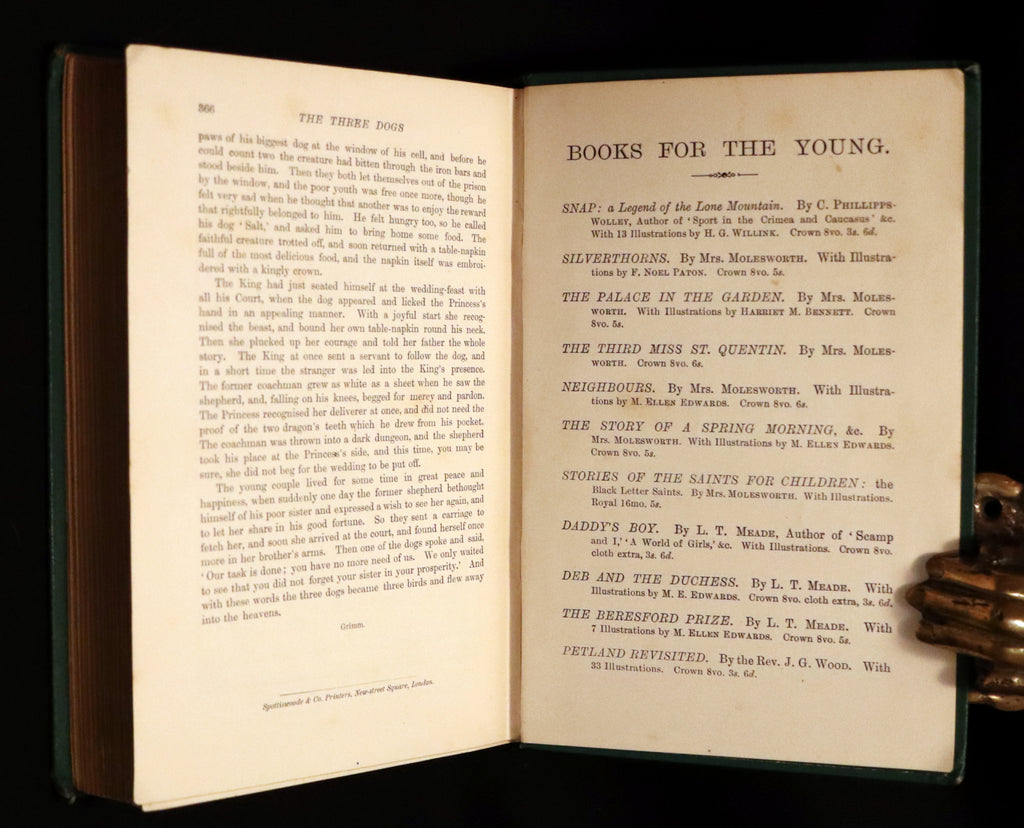 366
THE THREE DOGS
paws of his biggest dog at the window of his cell, and before he
could count two the creature had bitten through the iron bars and
stood beside him. Then they both let themselves out of the prison
by the window, and the poor youth was free once more, though he
felt very sad when he thought that another was to enjoy the reward
that rightfully belonged to him. He felt hungry too, so he called
his dog 'Salt,' and asked him to bring home some food. The
faithful creature trotted off, and soon returned with a table-napkin
full of the most delicious food, and the napkin itself was embroi-
dered with a kingly crown.
The King had just seated himself at the wedding-feast with
all his Court, when the dog appeared and licked the Princess's
hand in an appealing manner. With a joyful start she recog-
nised the beast, and bound her own table-napkin round his neck.
Then she plucked up her courage and told her father the whole
story. The King at once sent a servant to follow the dog, and
in a short time the stranger was led into the King's presence.
The former coachman grew as white as a sheet when he saw the
shepherd, and, falling on his knees, begged for mercy and pardon.
The Princess recognised her deliverer at once, and did not need the
proof of the two dragon's teeth which he drew from his pocket.
The coachman was thrown into a dark dungeon, and the shepherd
took his place at the Princess's side, and this time, you may be
sure, she did not beg for the wedding to be put off.
The young couple lived for some time in great peace and
happiness, when suddenly one day the former shepherd bethought
himself of his poor sister and expressed a wish to see her again, and
to let her share in his good fortune. So they sent a carriage to
fetch her, and soon she arrived at the court, and found herself once
more in her brother's arms. Then one of the dogs spoke and said,
'Our task is done; you have no more need of us. We only waited
to see that you did not forget your sister in your prosperity.' And
with these words the three dogs became three birds and flew away
into the heavens.
Grimm.
Spottiswoode & Co. Printers, New-street Square, London.
BOOKS FOR THE YOUNG.
SNAP: a Legend of the Lone Mountain. By C. PHILLIPPS-
WOLLEY, Author of 'Sport in the Crimea and Caucasus' &c.
With 13 Illustrations by H. G. WILLINK. Crown 8vo. 3s. 6d.
SILVERTHORNS. By Mrs. MOLESWORTH. With Illustra-
tions by F. NOEL PATON. Crown 8vo. 5s.
THE PALACE IN THE GARDEN. By Mrs. MOLES-
WORTH. With Illustrations by HARRIET M. BENNETT. Crown
8vo. 5s.
THE THIRD MISS ST. QUENTIN. By Mrs. MOLES-
WORTH. Crown 8vo. 6s.
NEIGHBOURS. By Mrs. MOLESWORTH. With Illustra-
tions by M. ELLEN EDWARDS. Crown 8vo. 6s.
THE STORY OF A SPRING MORNING, &c. By
Mrs. MOLESWORTH. With Illustrations by M. ELLEN EDWARDS.
Crown 8vo. 5s.
STORIES OF THE SAINTS FOR CHILDREN: the
Black Letter Saints. By Mrs. MOLESWORTH. With Illustrations.
Royal 16mo. 5s.
DADDY'S BOY. By L. T. MEADE, Author of 'Scamp
and I,' 'A World of Girls,' &c. With Illustrations. Crown 8vo.
cloth extra, 3s. 6d.
DEB AND THE DUCHESS. By L. T. MEADE. With
Illustrations by M. E. EDWARDS. Crown 8vo. cloth extra, 3s. 6d.
THE BERESFORD PRIZE. By L. T. MEADE. With
7 Illustrations by M. ELLEN EDWARDS. Crown 8vo. 5s.
PETLAND REVISITED. By the Rev. J. G. WOOD. With
33 Illustrations. Crown 8vo. 3s. 6d.